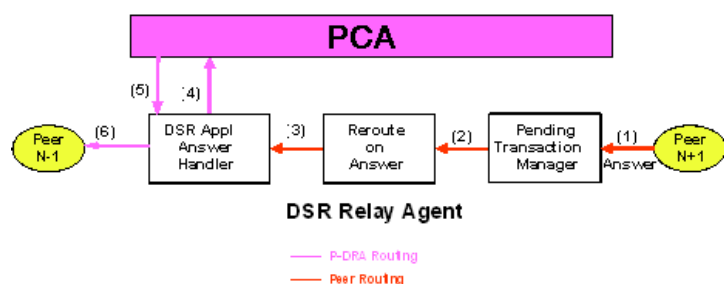 PCA
(5)
(4)
Peer
N-1
(6)
DSR Appl
Answer
Handler
(3)
Reroute
on
Answer
(2)
Pending
Transaction
Manager
(1)
Answer
Peer
N+1
DSR Relay Agent
P-DRA Routing
Peer Routing